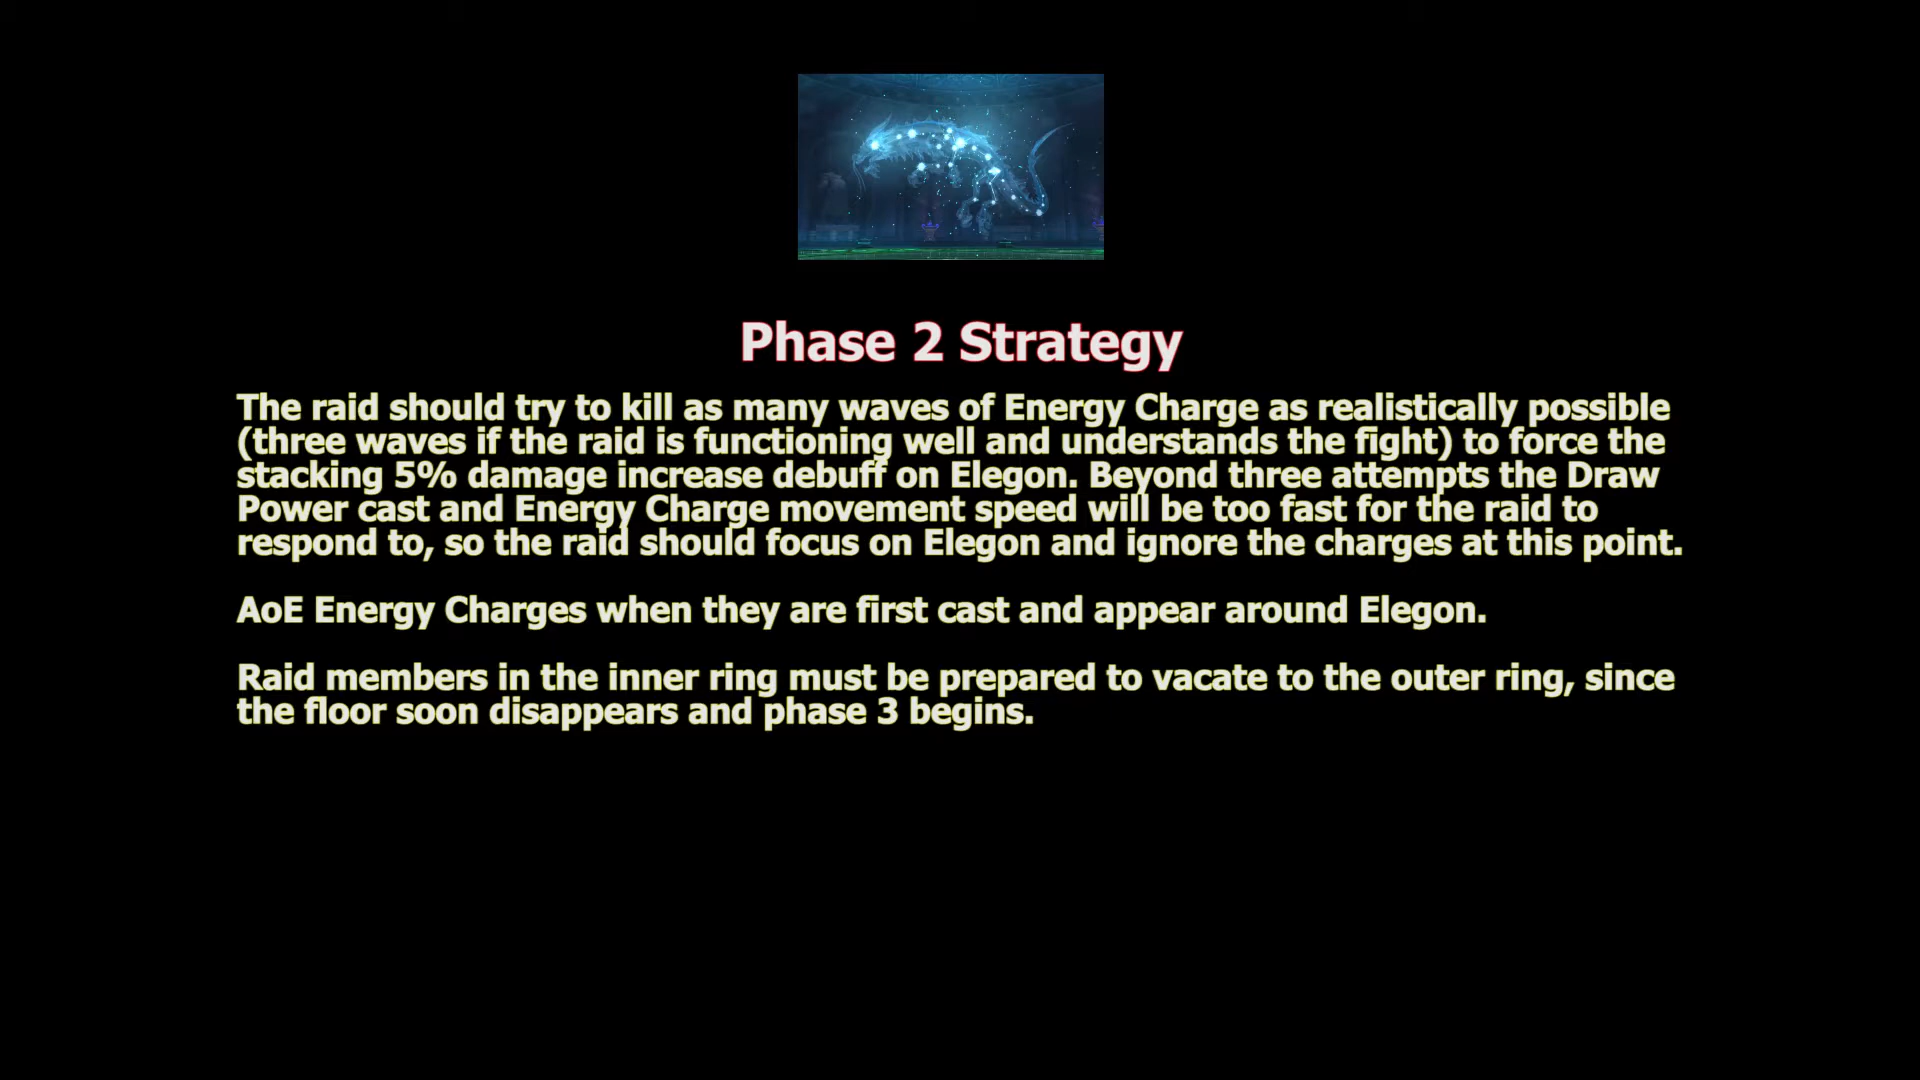 Phase 2 Strategy
The raid should try to kill as many waves of Energy Charge as realistically possible
(three waves if the raid is functioning well and understands the fight) to force the
stacking 5% damage increase debuff on Elegon. Beyond three attempts the Draw
Power cast and Energy Charge movement speed will be too fast for the raid to
respond to, so the raid should focus on Elegon and ignore the charges at this point.
AoE Energy Charges when they are first cast and appear around Elegon.
Raid members in the inner ring must be prepared to vacate to the outer ring, since
the floor soon disappears and phase 3 begins.